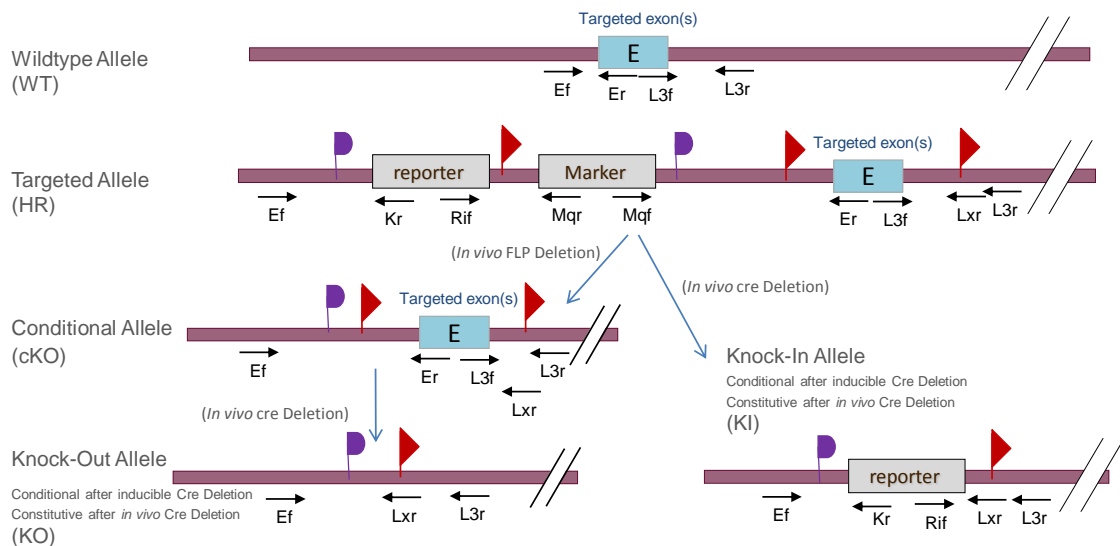 Targeted exon(s)
Wildtype Allele
(WT)
E
Ef
Er
L3f
L3r
Targeted exon(s)
Targeted Allele
(HR)
reporter
Marker
E
Ef
Kr
Rif
Mqr
Mqf
Er
L3f
Lxr
L3r
(In vivo FLP Deletion)
(In vivo cre Deletion)
Targeted exon(s)
Conditional Allele
(cKO)
E
Ef
Er
L3f
L3r
Lxr
Knock-In Allele
Conditional after inducible Cre Deletion
Constitutive after in vivo Cre Deletion
(KI)
(In vivo cre Deletion)
Knock-Out Allele
Conditional after inducible Cre Deletion
Constitutive after in vivo Cre Deletion
(KO)
Ef
Lxr
L3r
reporter
Ef
Kr
Rif
Lxr
L3r